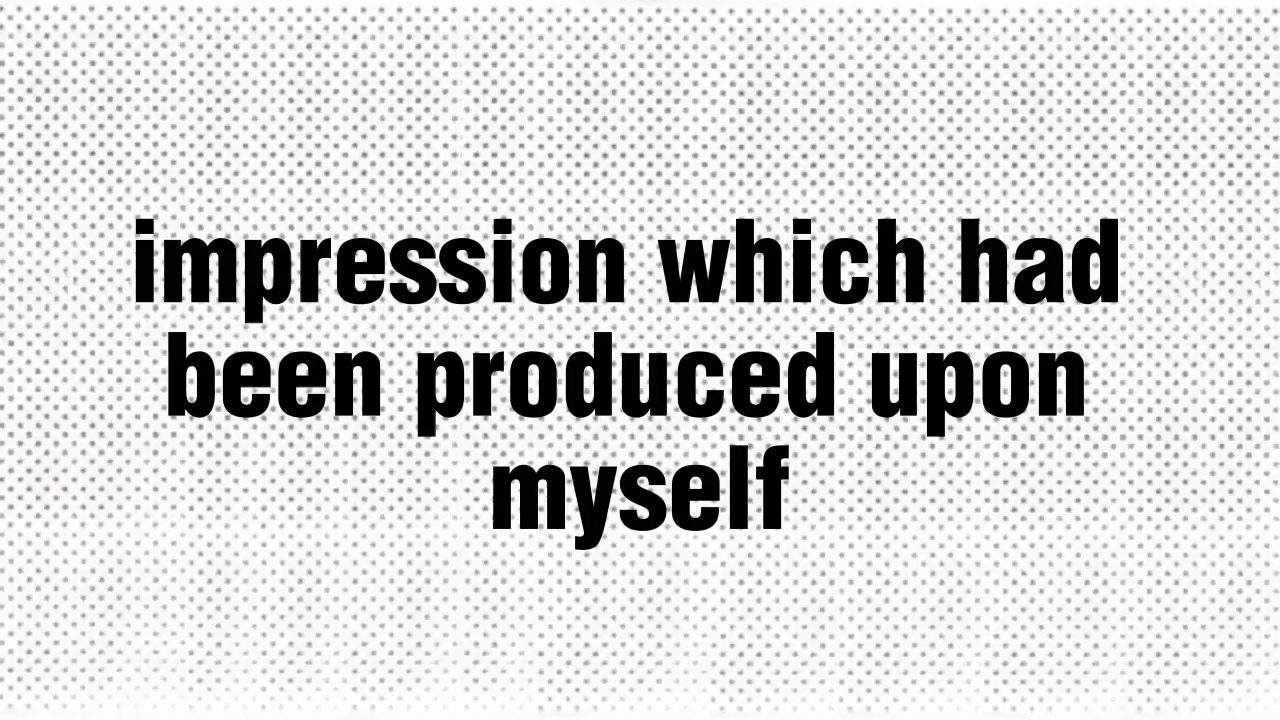 impression which had
been produced upon
myself